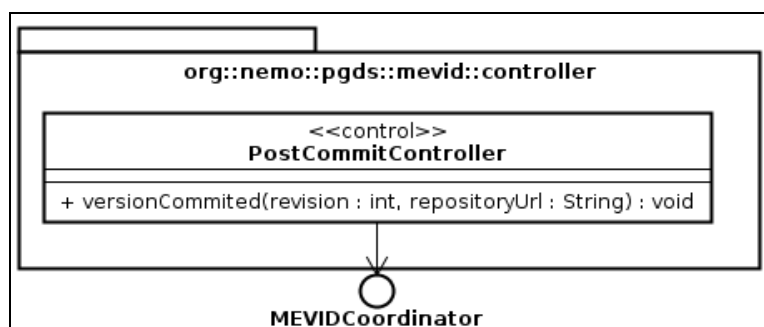 org::nemo::pgds::mevid::controller
<<control>>
PostCommitController
+ versionCommited(revision : int, repositoryUrl : String) : void
MEVIDCoordinator